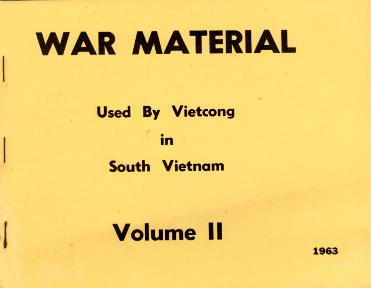 WAR MATERIAL
Used By Vietcong
in
South Vietnam
Volume II
1963